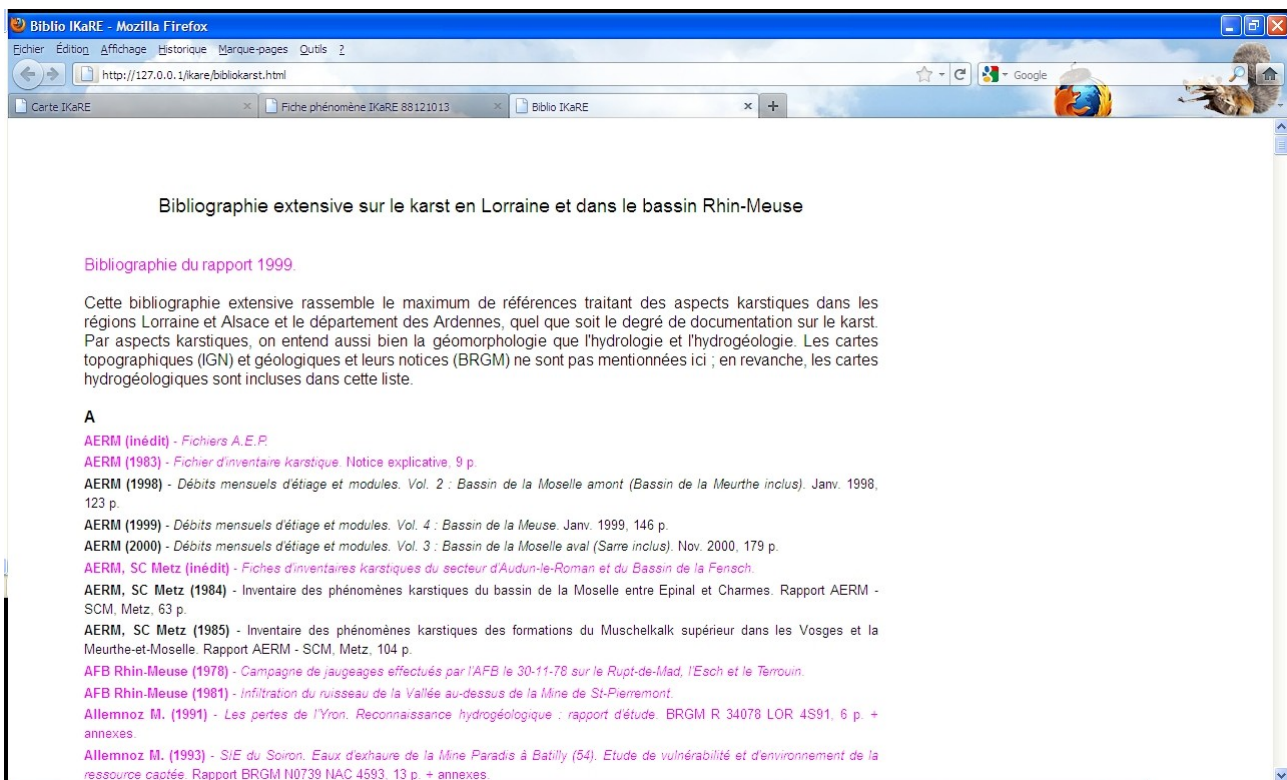 Biblio IKaRE - Mozilla Firefox
Fichier Édition Affichage Historique Marque-pages Outils ?
http://127.0.0.1/ikare/bibliokarst.html
Google
Carte IKaRE
Fiche phénomène IKaRE 88121013
Biblio IKaRE
Bibliographie extensive sur le karst en Lorraine et dans le bassin Rhin-Meuse
Bibliographie du rapport 1999.
Cette bibliographie extensive rassemble le maximum de références traitant des aspects karstiques dans les
régions Lorraine et Alsace et le département des Ardennes, quel que soit le degré de documentation sur le karst.
Par aspects karstiques, on entend aussi bien la géomorphologie que l'hydrologie et l'hydrogéologie. Les cartes
topographiques (IGN) et géologiques et leurs notices (BRGM) ne sont pas mentionnées ici ; en revanche, les cartes
hydrogéologiques sont incluses dans cette liste.
A
AERM (inédit) - Fichiers A.E.P.
AERM (1983) - Fichier d'inventaire karstique. Notice explicative, 9 p.
AERM (1998) - Débits mensuels d'étiage et modules. Vol. 2 : Bassin de la Moselle amont (Bassin de la Meurthe inclus). Janv. 1998,
123 p.
AERM (1999) - Débits mensuels d'étiage et modules. Vol. 4 : Bassin de la Meuse. Janv. 1999, 146 p.
AERM (2000) - Débits mensuels d'étiage et modules. Vol. 3 : Bassin de la Moselle aval (Sarre inclus). Nov. 2000, 179 p.
AERM, SC Metz (inédit) - Fiches d'inventaires karstiques du secteur d'Audun-le-Roman et du Bassin de la Fensch.
AERM, SC Metz (1984) - Inventaire des phénomènes karstiques du bassin de la Moselle entre Epinal et Charmes. Rapport AERM -
SCM, Metz, 63 p.
AERM, SC Metz (1985) - Inventaire des phénomènes karstiques des formations du Muschelkalk supérieur dans les Vosges et la
Meurthe-et-Moselle. Rapport AERM - SCM, Metz, 104 p.
AFB Rhin-Meuse (1978) - Campagne de jaugeages effectués par l'AFB le 30-11-78 sur le Rupt-de-Mad, l'Esch et le Terrouin.
AFB Rhin-Meuse (1981) - Infiltration du ruisseau de la Vallée au-dessus de la Mine de St-Pierremont.
Allemnoz M. (1991) - Les pertes de l'Yron. Reconnaissance hydrogéologique : rapport d'étude. BRGM R 34078 LOR 4S91, 6 p. +
annexes.
Allemnoz M. (1993) - SIE du Soiron. Eaux d'exhaure de la Mine Paradis à Batilly (54). Etude de vulnérabilité et d'environnement de la
ressource captée. Rapport BRGM N0739 NAC 4593, 13 p. + annexes.